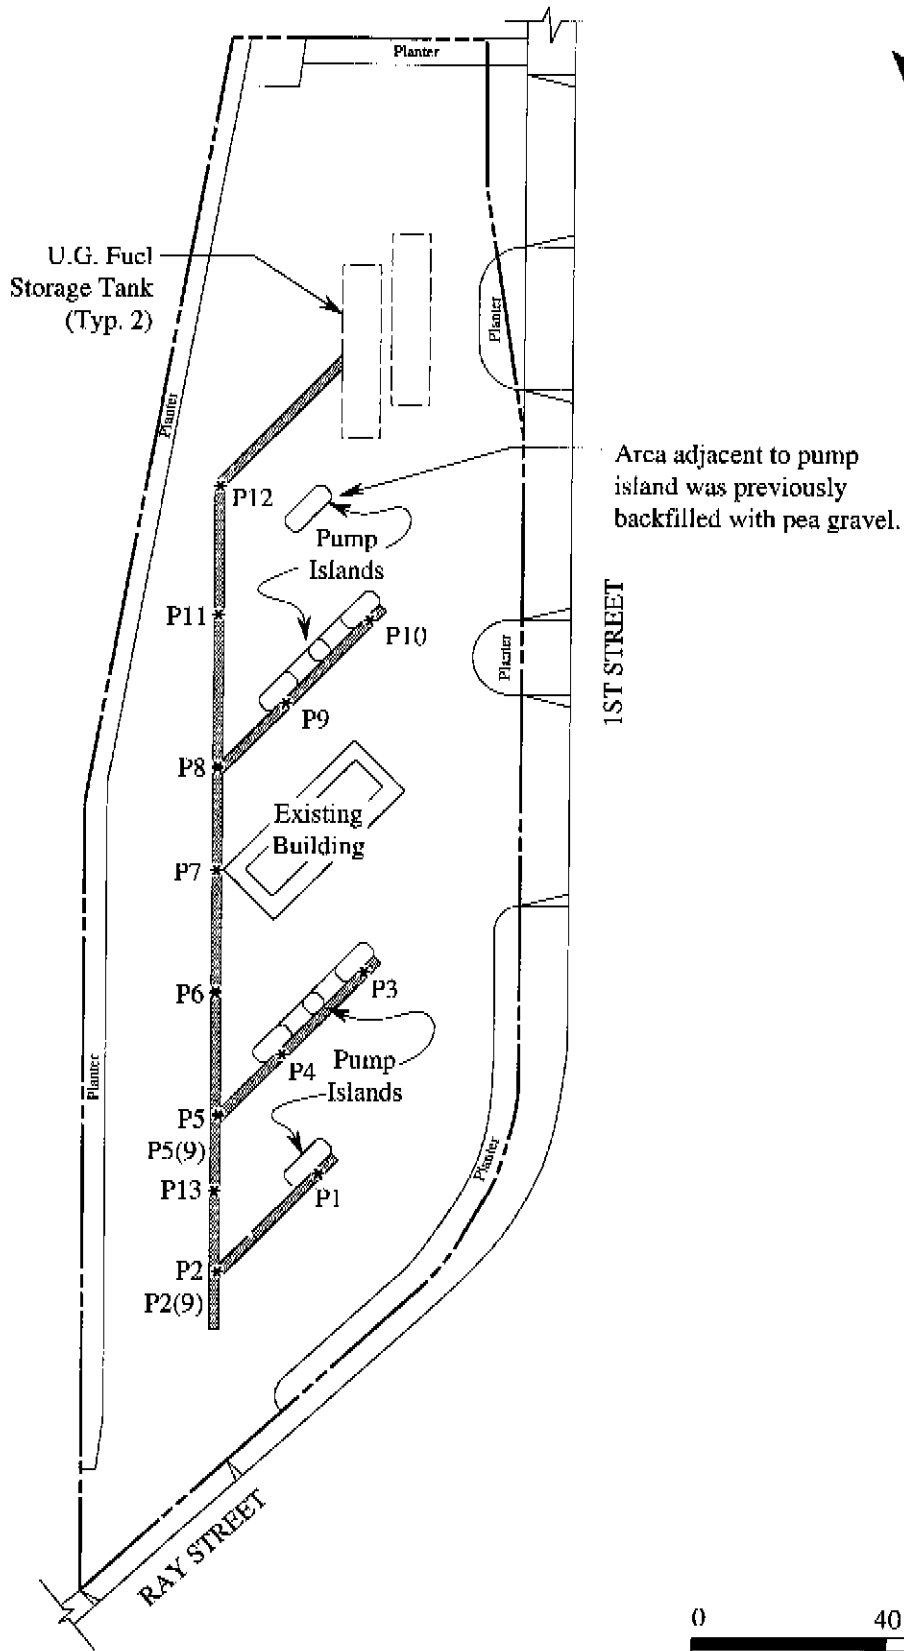 Planter
U.G. Fuel
Storage Tank
(Typ. 2)
Planter
Planter
Area adjacent to pump
island was previously
backfilled with pea gravel.
P12
Pump
Islands
P11
P10
1ST STREET
Planter
P9
P8
Existing
Building
P7
P6
P3
P4
Pump
Islands
Planter
P5
P5(9)
P13
P1
Planter
P2
P2(9)
RAY STREET
0 40